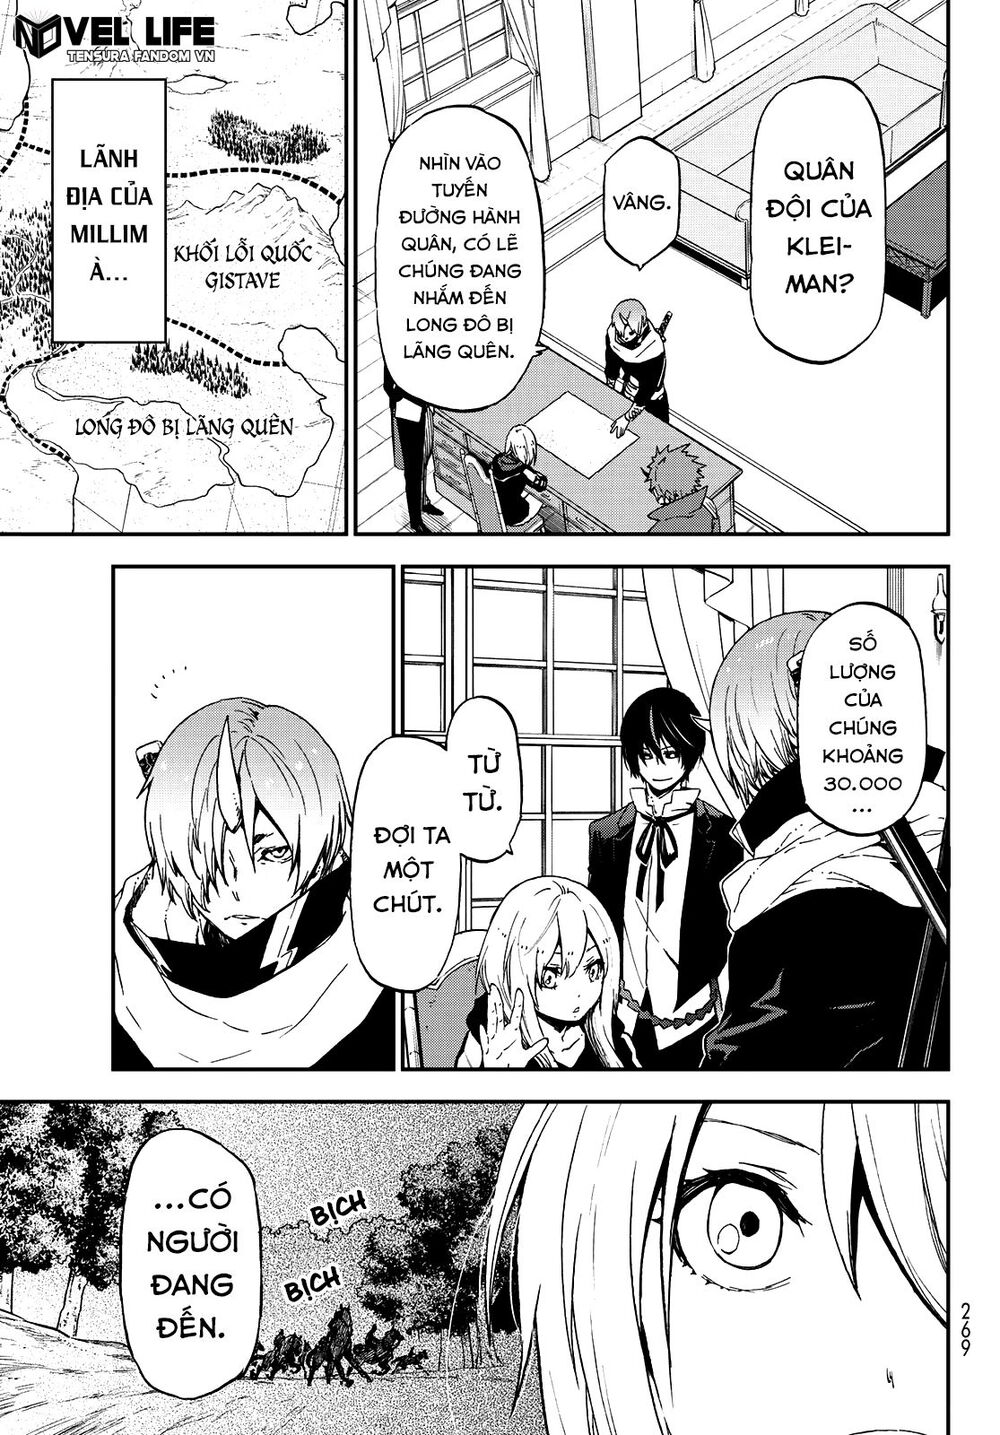 NOVEL LIFE
TENSURA FANDOM VN
QUÂN
ĐỘI CỦA
KLEI-
MAN?
VÂNG.
NHÌN VÀO
TUYẾN
ĐƯỜNG HÀNH
QUÂN, CÓ LẼ
CHÚNG ĐANG
NHẮM ĐẾN
LONG ĐÔ BỊ
LÃNG QUÊN.
LÃNH
ĐỊA CỦA
MILLIM
À...
KHỐI LỖI QUỐC
GISTAVE
LONG ĐÔ BỊ LÃNG QUÊN
SỐ
LƯỢNG
CỦA
CHÚNG
KHOẢNG
30.000
...
TỪ
TỪ.
ĐỢI TA
MỘT
CHÚT.
...CÓ
NGƯỜI
ĐANG
ĐẾN.
BỊCH
BỊCH
269